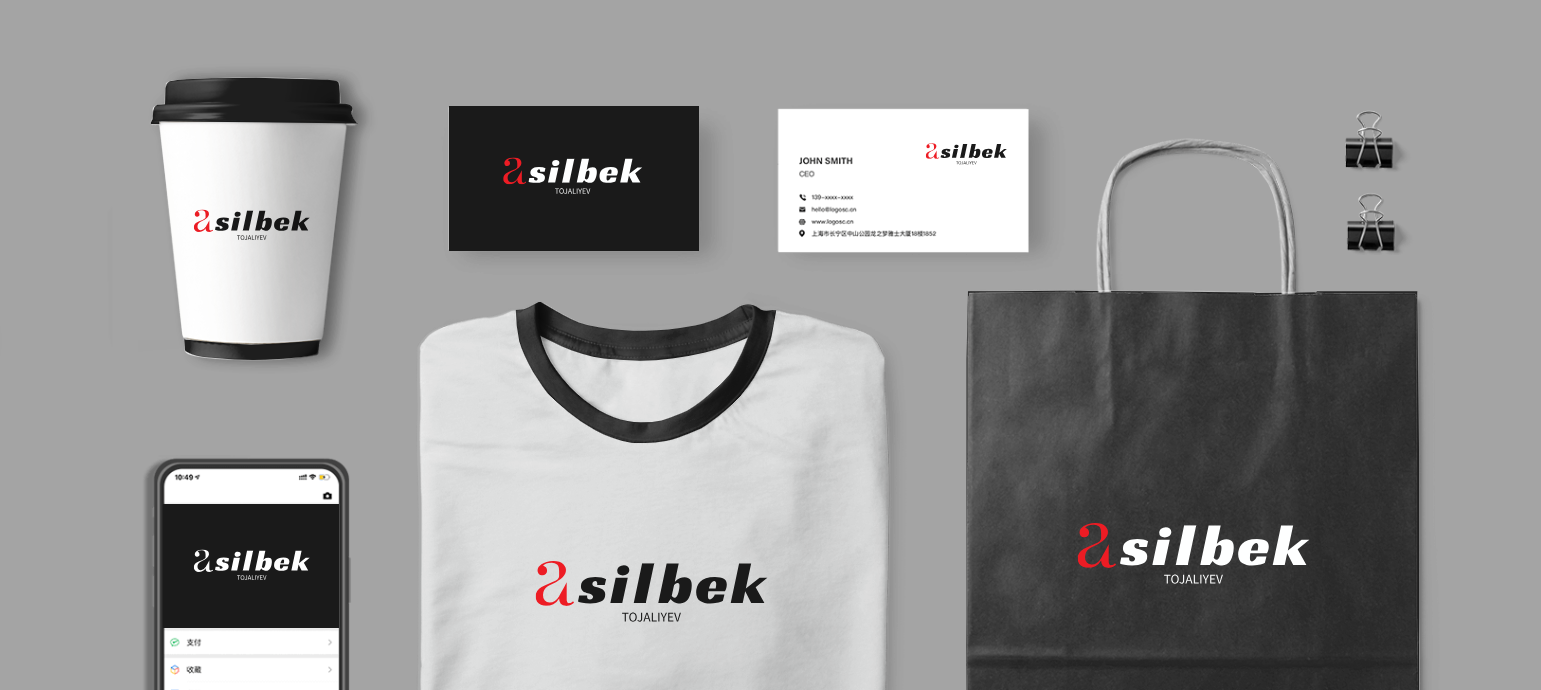 asilbek
TOJALIYEV
asilbek
TOJALIYEV
asilbek
TOJALIYEV
JOHN SMITH
CEO
139-xxxx-xxxx
hello@logosc.cn
www.logosc.cn
上海市长宁区中山公园龙之梦雅士大厦18楼1852
10:49
asilbek
TOJALIYEV
支付
收藏
asilbek
TOJALIYEV
asilbek
TOJALIYEV